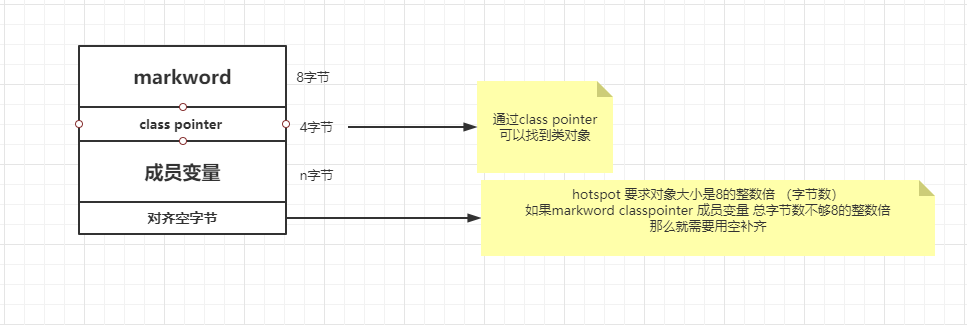 markword
8字节
class pointer
4字节
通过class pointer
可以找到类对象
成员变量
n字节
对齐空字节
hotspot 要求对象大小是8的整数倍 （字节数）
如果markword classpointer 成员变量 总字节数不够8的整数倍
那么就需要用空补齐